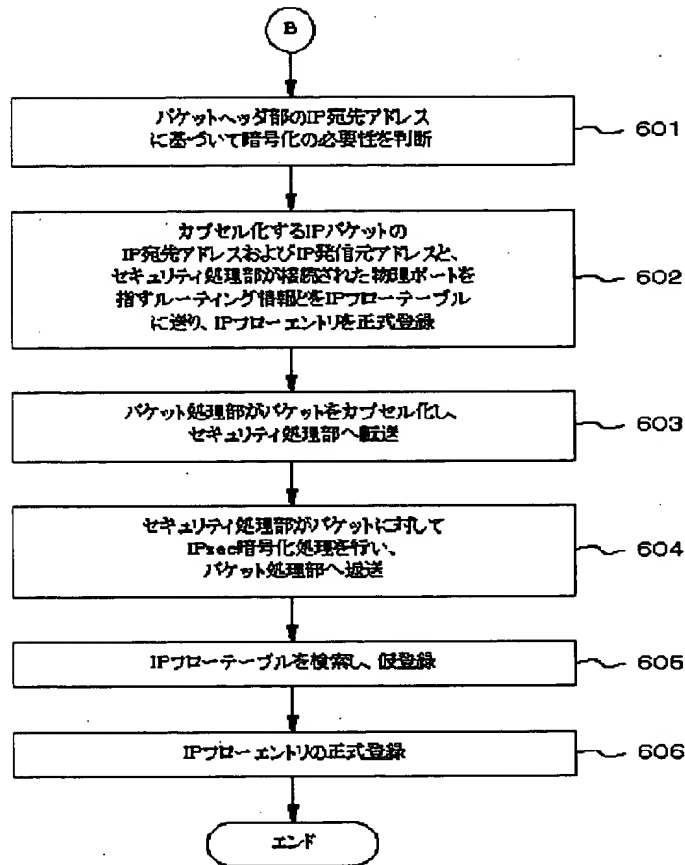 B
パケットヘッダ部のIP宛先アドレス
に基づいて暗号化の必要性を判断
601
カプセル化するIPパケットの
IP宛先アドレスおよびIP発信元アドレスと、
セキュリティ処理部が接続された物理ポートを
指すルーティング情報とをIPフローテーブル
に送り、IPフローエントリを正式登録
602
パケット処理部がパケットをカプセル化し、
セキュリティ処理部へ転送
603
セキュリティ処理部がパケットに対して
IPsec暗号化処理を行い、
パケット処理部へ返送
604
IPフローテーブルを検索し、仮登録
605
IPフローエントリの正式登録
606
エンド